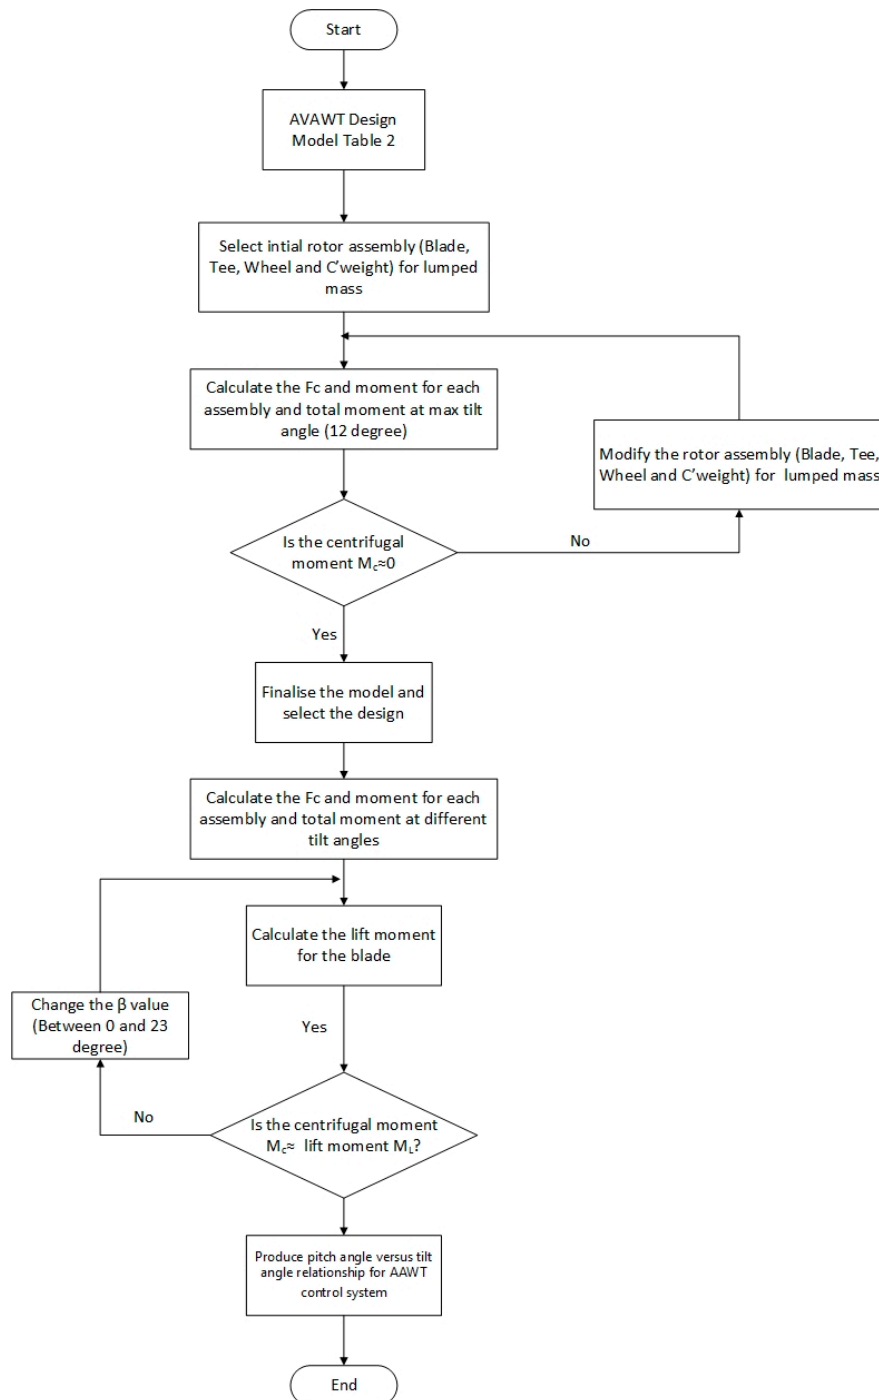 Start
AVAWT Design
Model Table 2
Select intial rotor assembly (Blade,
Tee, Wheel and C'weight) for lumped
mass
Calculate the Fc and moment for each
assembly and total moment at max tilt
angle (12 degree)
Modify the rotor assembly (Blade, Tee,
Wheel and C'weight) for lumped mass
Is the centrifugal
moment M꜀≈0
No
Yes
Finalise the model and
select the design
Calculate the Fc and moment for each
assembly and total moment at different
tilt angles
Calculate the lift moment
for the blade
Change the β value
(Between 0 and 23
degree)
Yes
No
Is the centrifugal moment
M꜀≈ lift moment M_L?
Produce pitch angle versus tilt
angle relationship for AAWT
control system
End